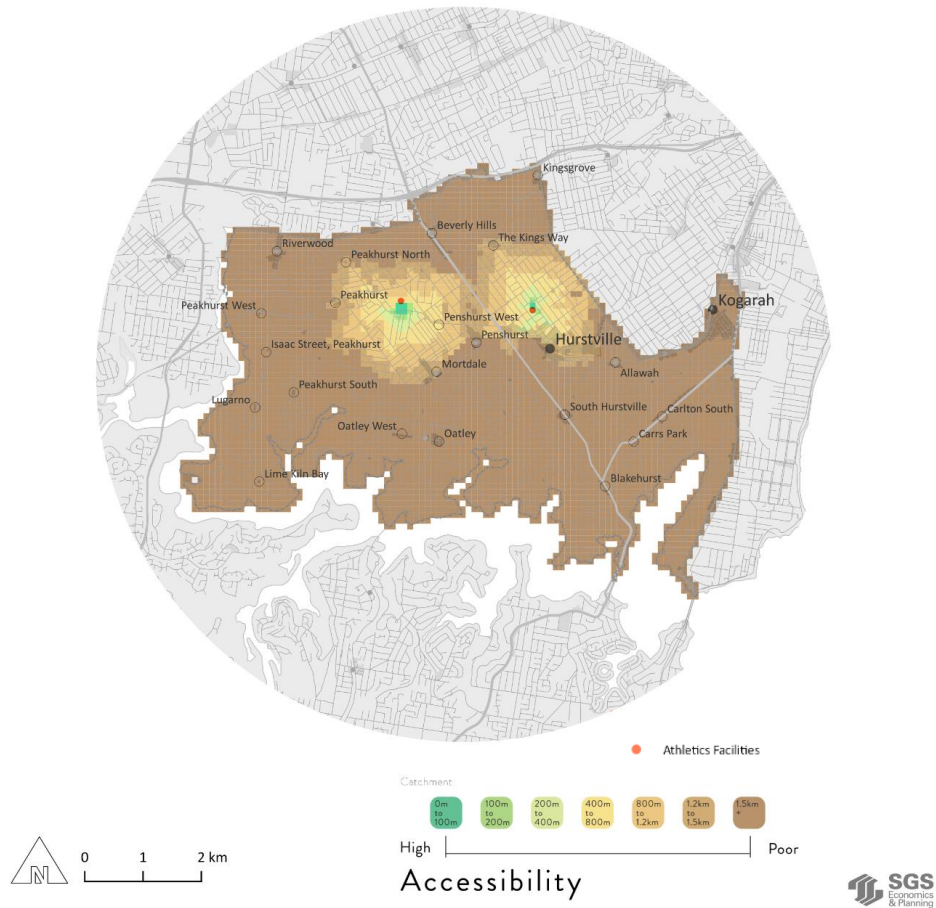 Kingsgrove
Beverly Hills
The Kings Way
Riverwood
Peakhurst North
Peakhurst
Kogarah
Peakhurst West
Penshurst West
Penshurst
Hurstville
Isaac Street, Peakhurst
Mortdale
Allawah
Peakhurst South
Lugarno
South Hurstville
Carlton South
Oatley West
Oatley
Carrs Park
Lime Kiln Bay
Blakehurst
Athletics Facilities
Catchment
0m
to
100m
100m
to
200m
200m
to
400m
400m
to
800m
800m
to
1.2km
1.2km
to
1.5km
1.5km
+
High
Poor
Accessibility
N
0 1 2 km
SGS
Economics
& Planning